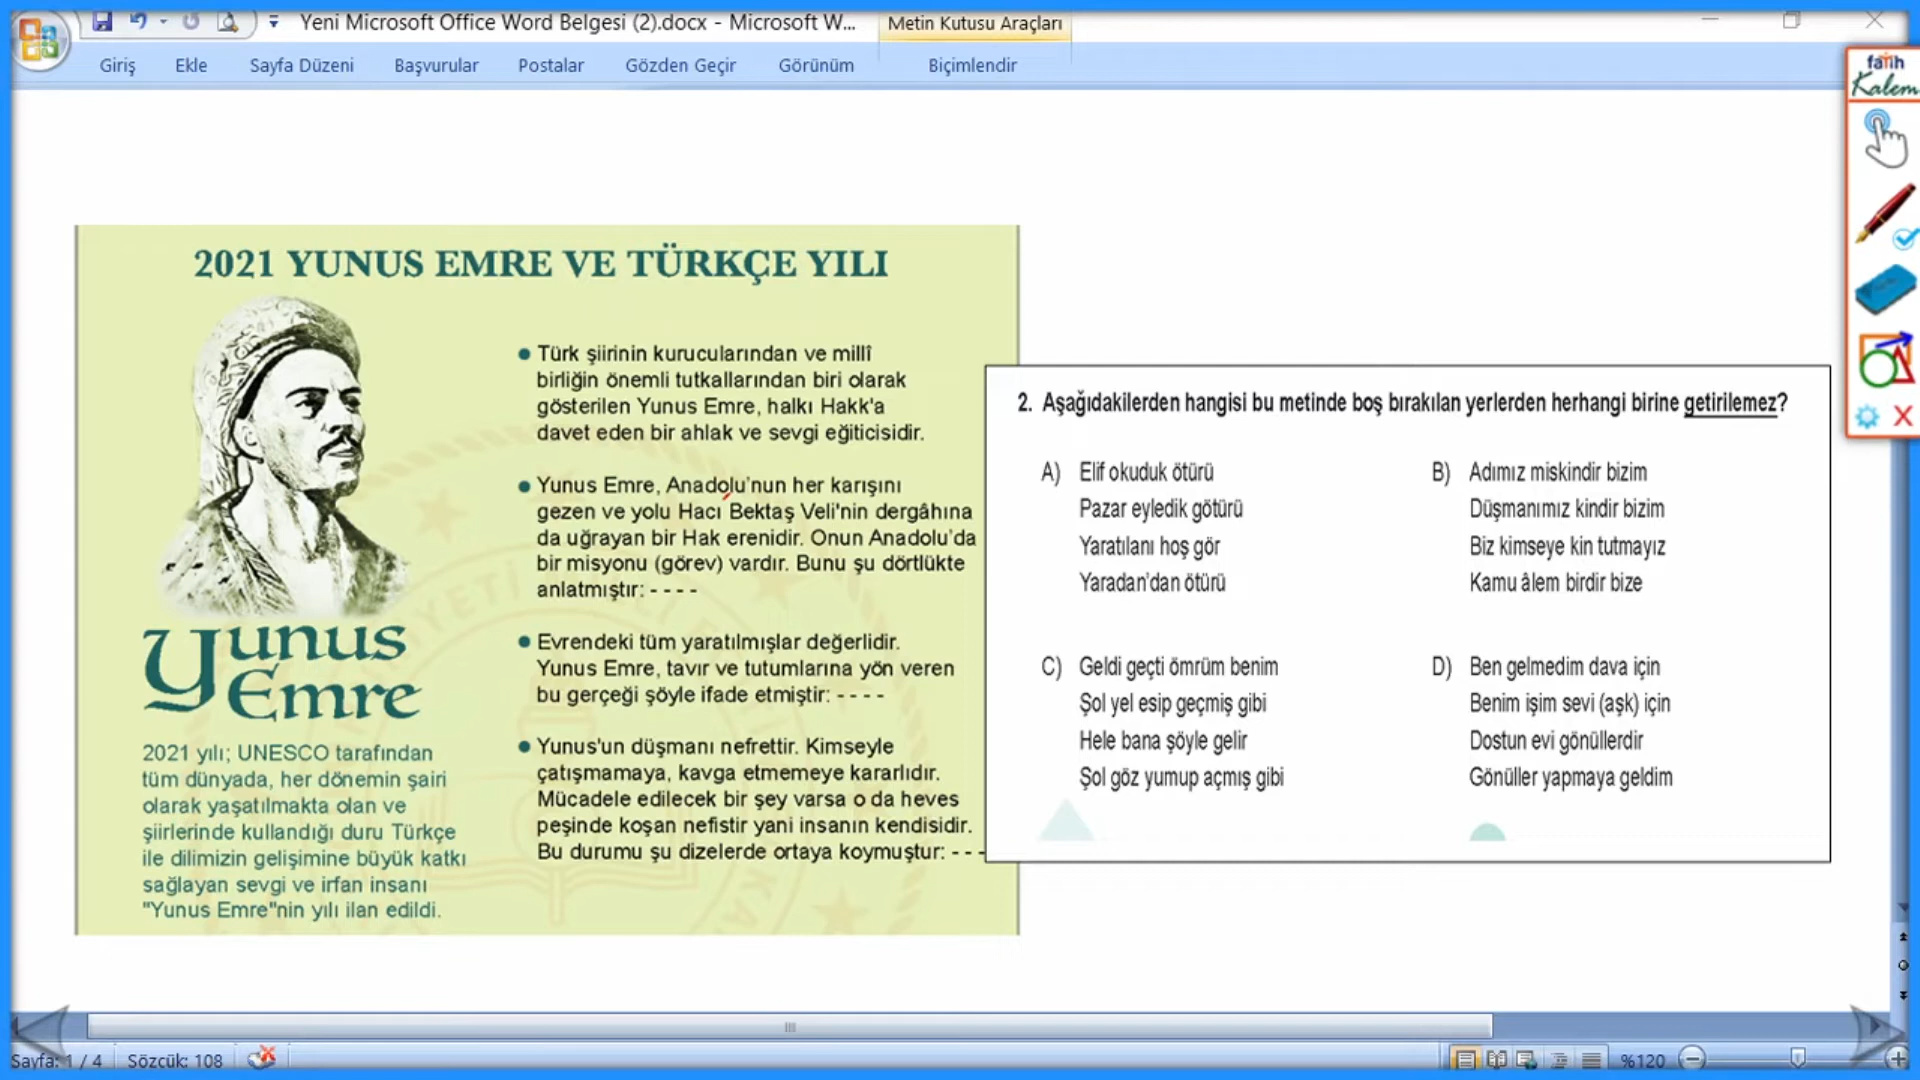 Yeni Microsoft Office Word Belgesi (2).docx - Microsoft W...
Metin Kutusu Araçları
Giriş
Ekle
Sayfa Düzeni
Başvurular
Postalar
Gözden Geçir
Görünüm
Biçimlendir
fatih
Kalem
2021 YUNUS EMRE VE TÜRKÇE YILI
Yunus
Emre
2021 yılı; UNESCO tarafından
tüm dünyada, her dönemin şairi
olarak yaşatılmakta olan ve
şiirlerinde kullandığı duru Türkçe
ile dilimizin gelişimine büyük katkı
sağlayan sevgi ve irfan insanı
"Yunus Emre"nin yılı ilan edildi.
● Türk şiirinin kurucularından ve millî
birliğin önemli tutkallarından biri olarak
gösterilen Yunus Emre, halkı Hakk'a
davet eden bir ahlak ve sevgi eğiticisidir.
● Yunus Emre, Anadolu'nun her karışını
gezen ve yolu Hacı Bektaş Veli'nin dergâhına
da uğrayan bir Hak erenidir. Onun Anadolu'da
bir misyonu (görev) vardır. Bunu şu dörtlükte
anlatmıştır: - - - -
● Evrendeki tüm yaratılmışlar değerlidir.
Yunus Emre, tavır ve tutumlarına yön veren
bu gerçeği şöyle ifade etmiştir: - - - -
● Yunus'un düşmanı nefrettir. Kimseyle
çatışmamaya, kavga etmemeye kararlıdır.
Mücadele edilecek bir şey varsa o da heves
peşinde koşan nefistir yani insanın kendisidir.
Bu durumu şu dizelerde ortaya koymuştur: - - -
2. Aşağıdakilerden hangisi bu metinde boş bırakılan yerlerden herhangi birine getirilemez?
A) Elif okuduk ötürü
Pazar eyledik götürü
Yaratılanı hoş gör
Yaradan'dan ötürü
B) Adımız miskindir bizim
Düşmanımız kindir bizim
Biz kimseye kin tutmayız
Kamu âlem birdir bize
C) Geldi geçti ömrüm benim
Şol yel esip geçmiş gibi
Hele bana şöyle gelir
Şol göz yumup açmış gibi
D) Ben gelmedim dava için
Benim işim sevi (aşk) için
Dostun evi gönüllerdir
Gönüller yapmaya geldim
Sayfa: 1 / 4
Sözcük: 108
%120